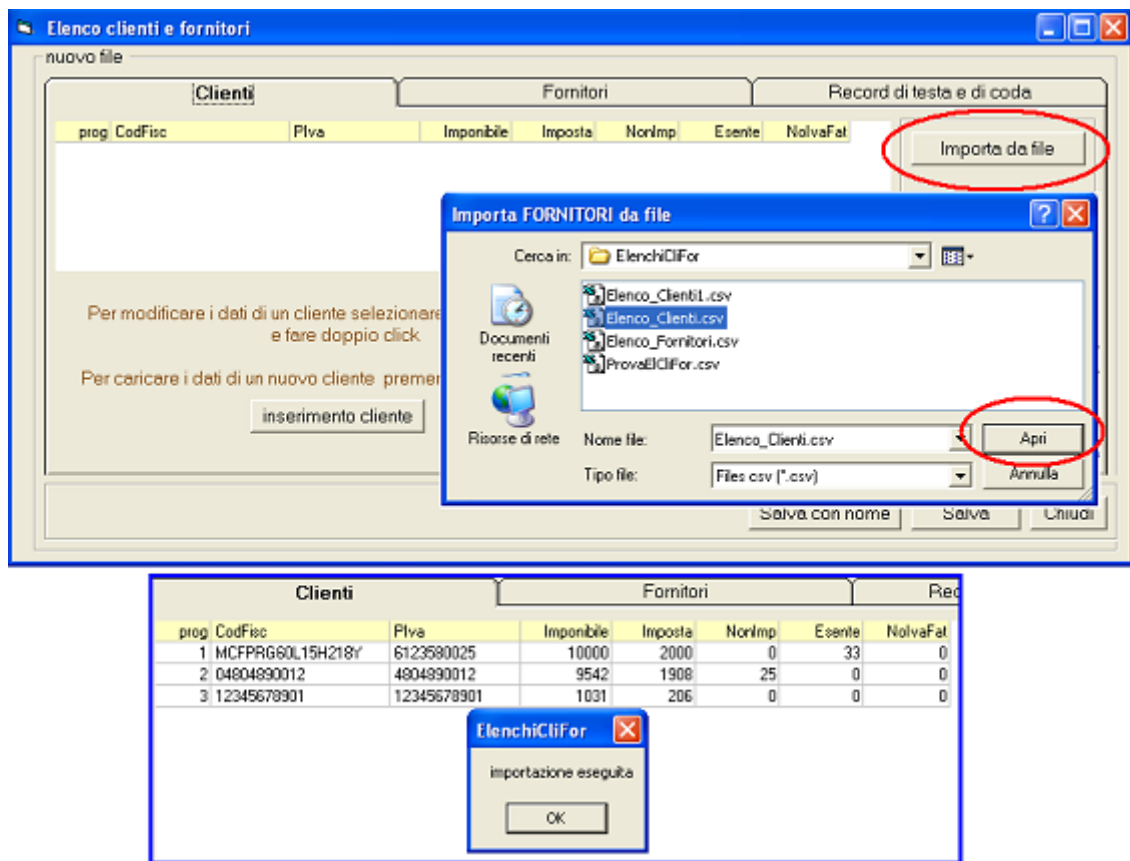 Elenco clienti e fornitori
nuovo file
Clienti Fornitori Record di testa e di coda
prog CodFisc PIva Imponibile Imposta NonImp Esente NoIvaFat
Importa da file
Importa FORNITORI da file
Cerca in: ElenchiCliFor
Elenco_Clienti1.csv
Elenco_Clienti.csv
Elenco_Fornitori.csv
ProvaElCliFor.csv
Documenti recenti
Risorse di rete
Nome file: Elenco_Clienti.csv Apri
Tipo file: Files csv (*.csv) Annulla
Per modificare i dati di un cliente selezionare
e fare doppio click
Per caricare i dati di un nuovo cliente
inserimento cliente
Salva con nome Salva Chiudi
Clienti Fornitori Rec
prog CodFisc PIva Imponibile Imposta NonImp Esente NoIvaFat
1 MCFPRG60L15H218Y 6123580025 10000 2000 0 33 0
2 04804890012 4804890012 9542 1908 25 0 0
3 12345678901 12345678901 1031 206 0 0 0
ElenchiCliFor
importazione eseguita
OK